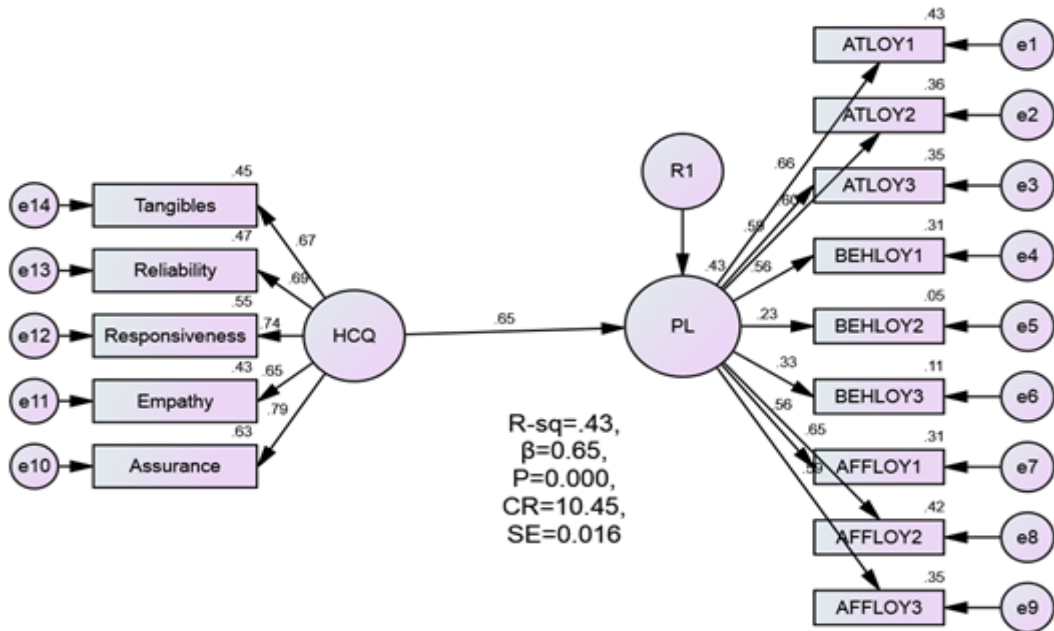 .45
e14
Tangibles
.67
.47
e13
Reliability
.69
.55
e12
Responsiveness
.74
.43
e11
Empathy
.65
.63
e10
Assurance
.79
HCQ
.65
R1
.43
PL
R-sq=.43,
β=0.65,
P=0.000,
CR=10.45,
SE=0.016
.66
.60
.59
.56
.23
.33
.56
.65
.59
.43
ATLOY1
e1
.36
ATLOY2
e2
.35
ATLOY3
e3
.31
BEHLOY1
e4
.05
BEHLOY2
e5
.11
BEHLOY3
e6
.31
AFFLOY1
e7
.42
AFFLOY2
e8
.35
AFFLOY3
e9